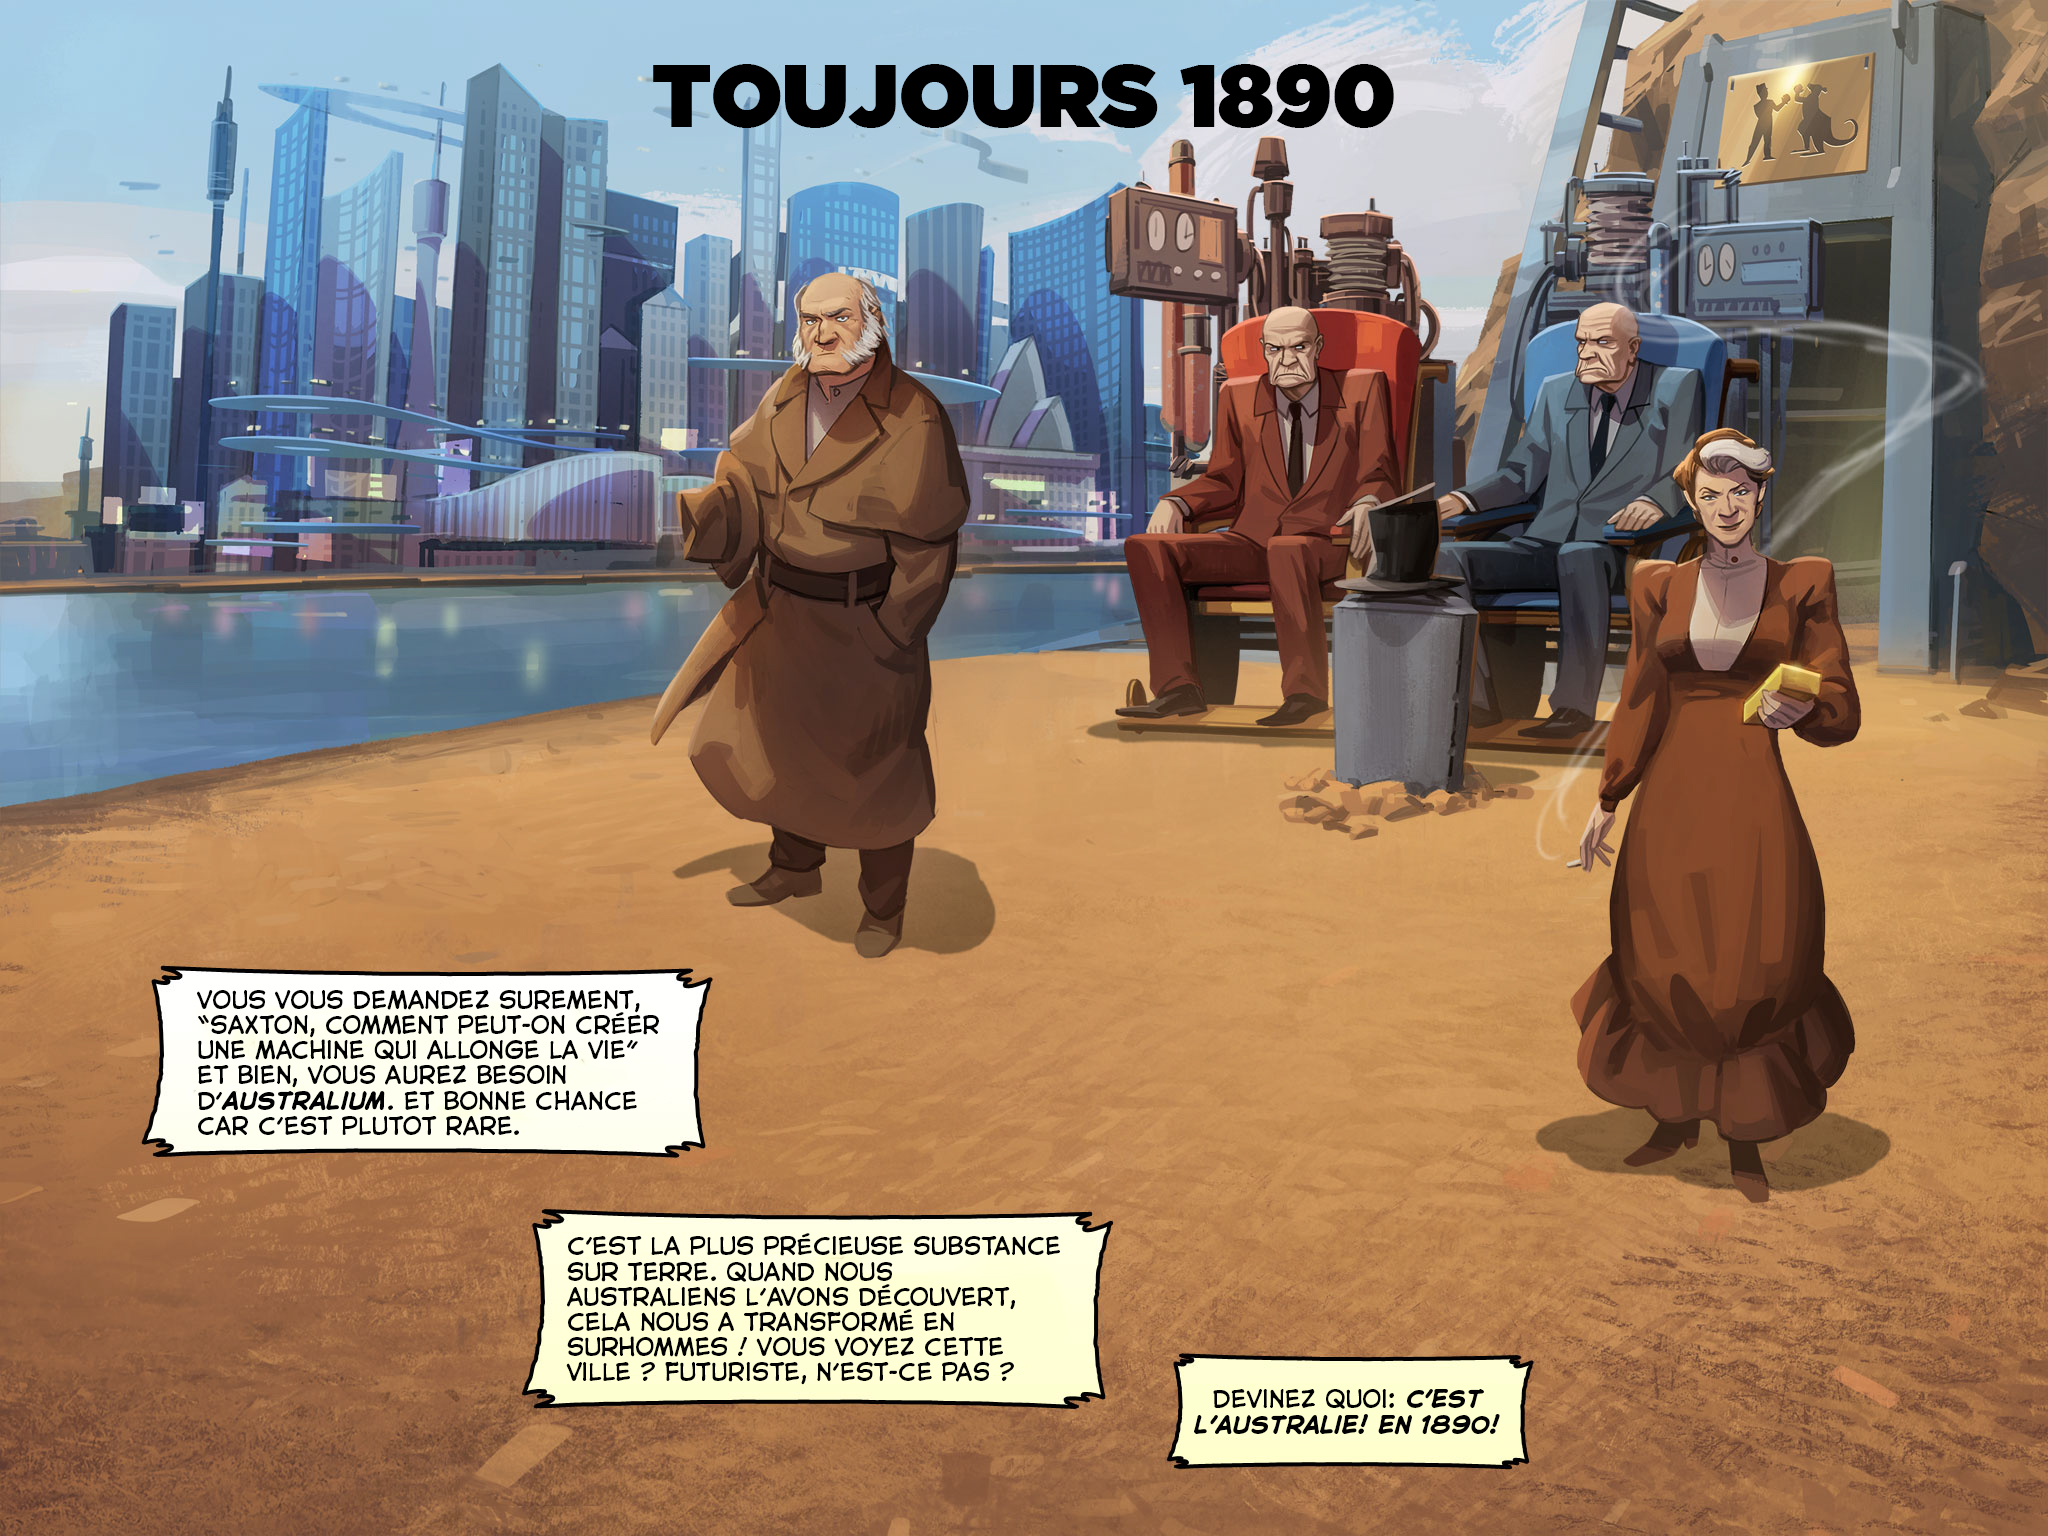 TOUJOURS 1890
VOUS VOUS DEMANDEZ SUREMENT,
“SAXTON, COMMENT PEUT-ON CRÉER
UNE MACHINE QUI ALLONGE LA VIE”
ET BIEN, VOUS AUREZ BESOIN
D'AUSTRALIUM. ET BONNE CHANCE
CAR C'EST PLUTOT RARE.
C'EST LA PLUS PRÉCIEUSE SUBSTANCE
SUR TERRE. QUAND NOUS
AUSTRALIENS L'AVONS DÉCOUVERT,
CELA NOUS A TRANSFORMÉ EN
SURHOMMES ! VOUS VOYEZ CETTE
VILLE ? FUTURISTE, N'EST-CE PAS ?
DEVINEZ QUOI: C'EST
L'AUSTRALIE! EN 1890!